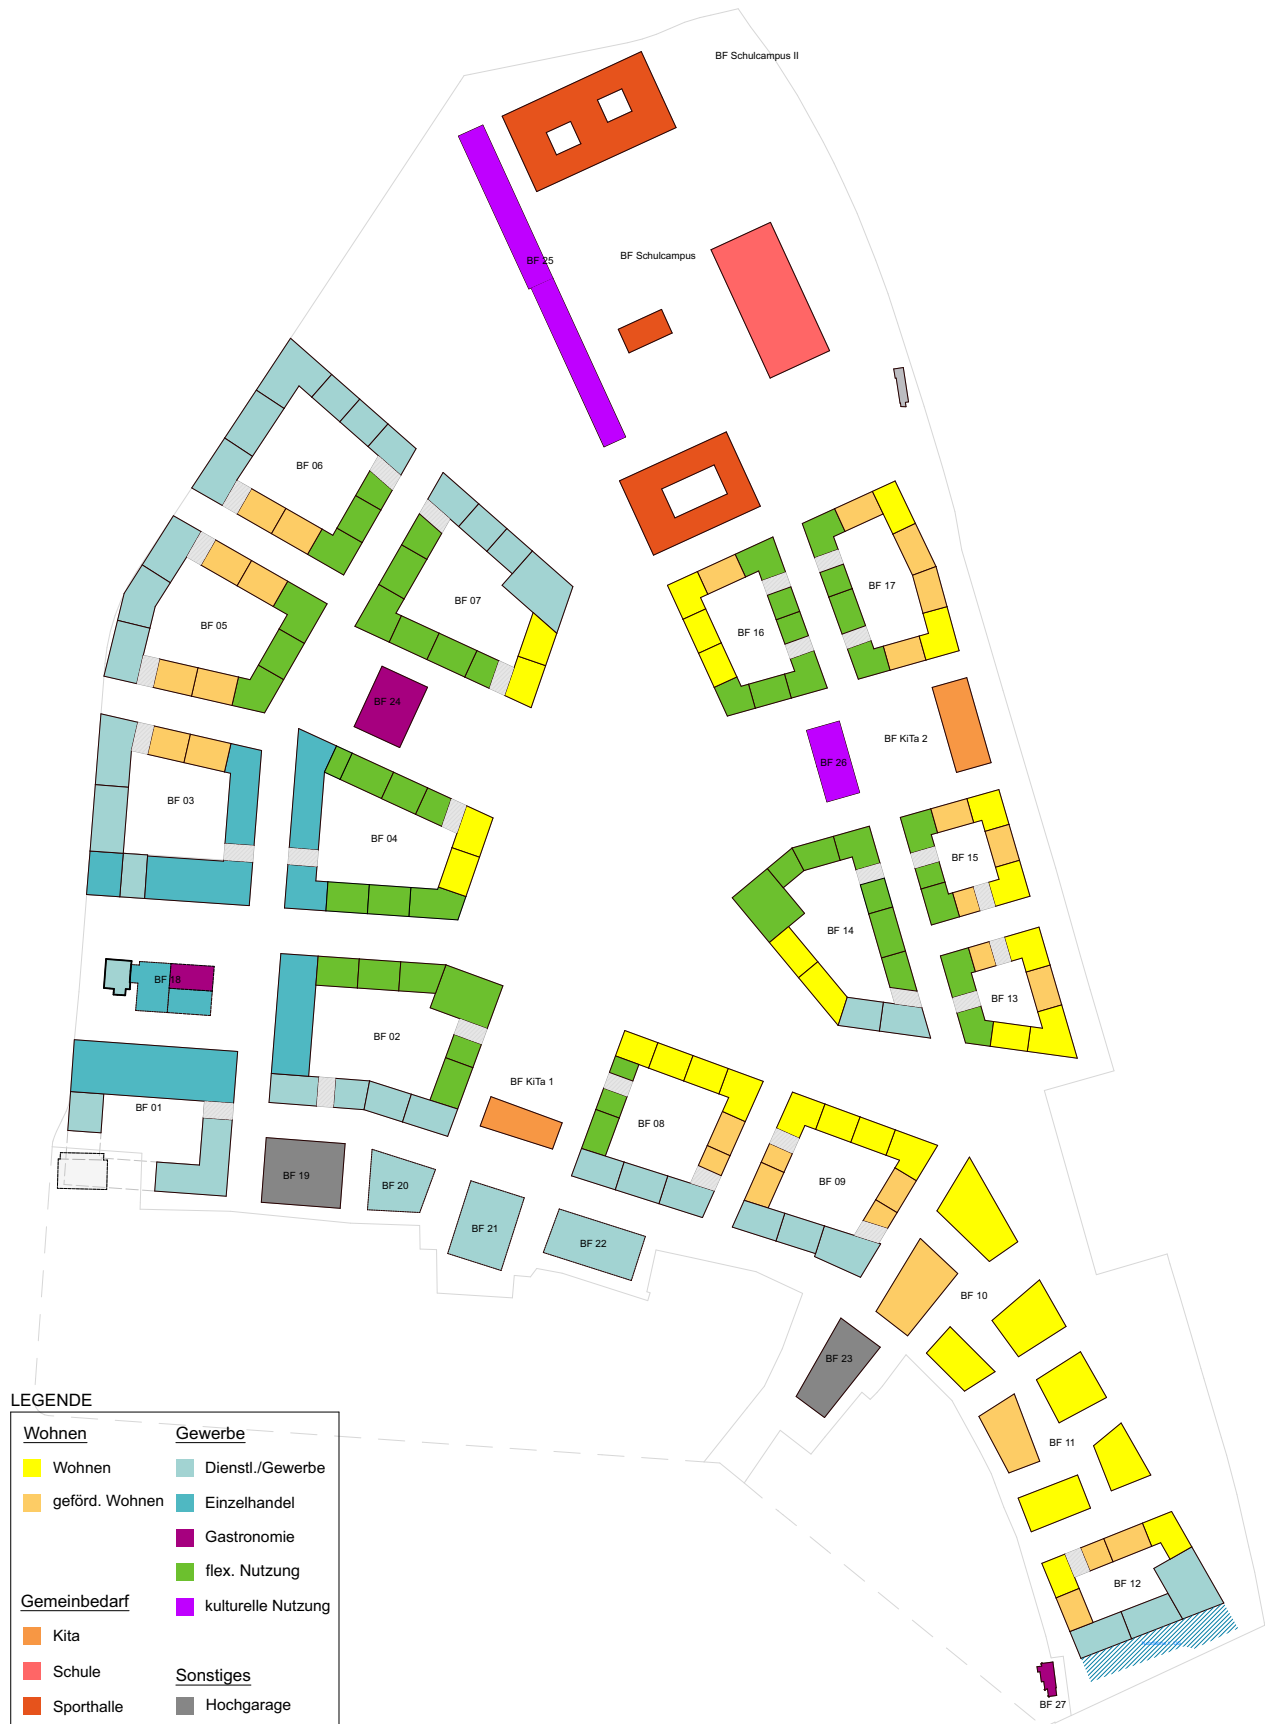 BF Schulcampus II
BF 25
BF Schulcampus
BF 06
BF 17
BF 07
BF 05
BF 16
BF 24
BF KiTa 2
BF 26
BF 03
BF 04
BF 15
BF 14
BF 18
BF 13
BF 02
BF KiTa 1
BF 01
BF 08
BF 19
BF 09
BF 20
BF 21
BF 22
BF 10
BF 23
BF 11
BF 12
BF 27
LEGENDE
Wohnen
Wohnen
geförd. Wohnen
Gewerbe
Dienstl./Gewerbe
Einzelhandel
Gastronomie
flex. Nutzung
kulturelle Nutzung
Gemeinbedarf
Kita
Schule
Sporthalle
Sonstiges
Hochgarage